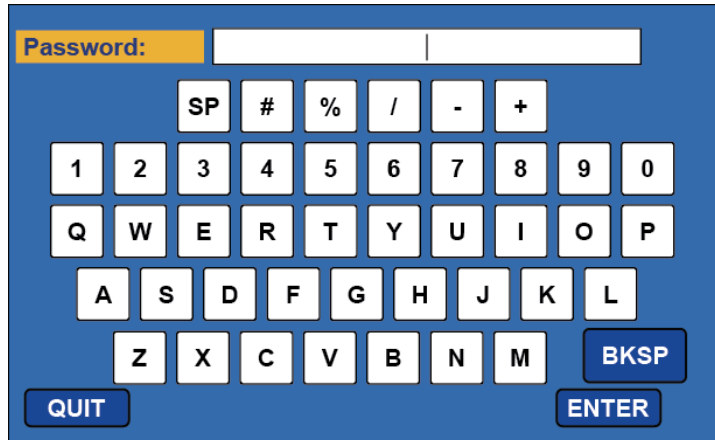 Password:
SP # % / - +
1 2 3 4 5 6 7 8 9 0
Q W E R T Y U I O P
A S D F G H J K L
Z X C V B N M BKSP
QUIT ENTER